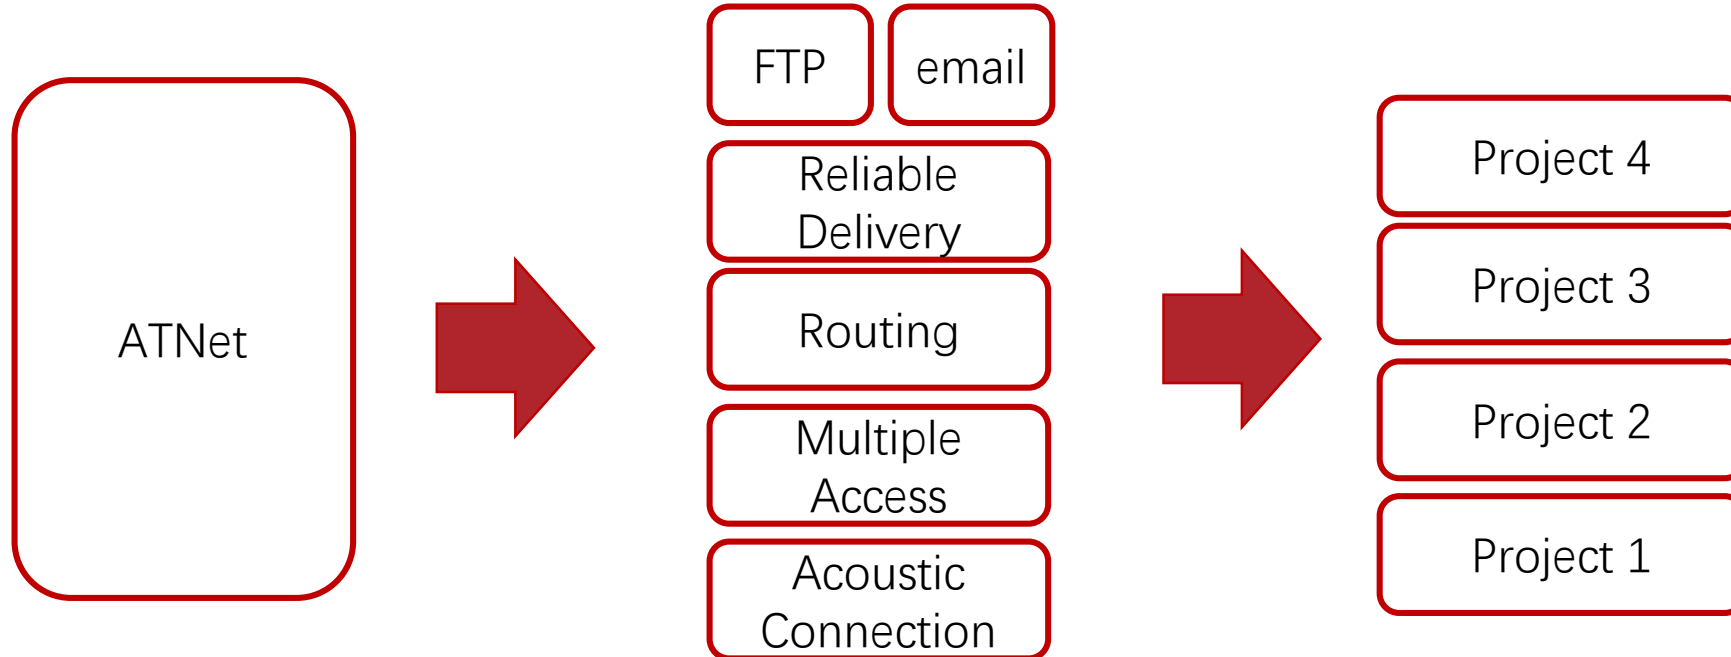 ATNet
FTP
email
Reliable
Delivery
Routing
Multiple
Access
Acoustic
Connection
Project 4
Project 3
Project 2
Project 1